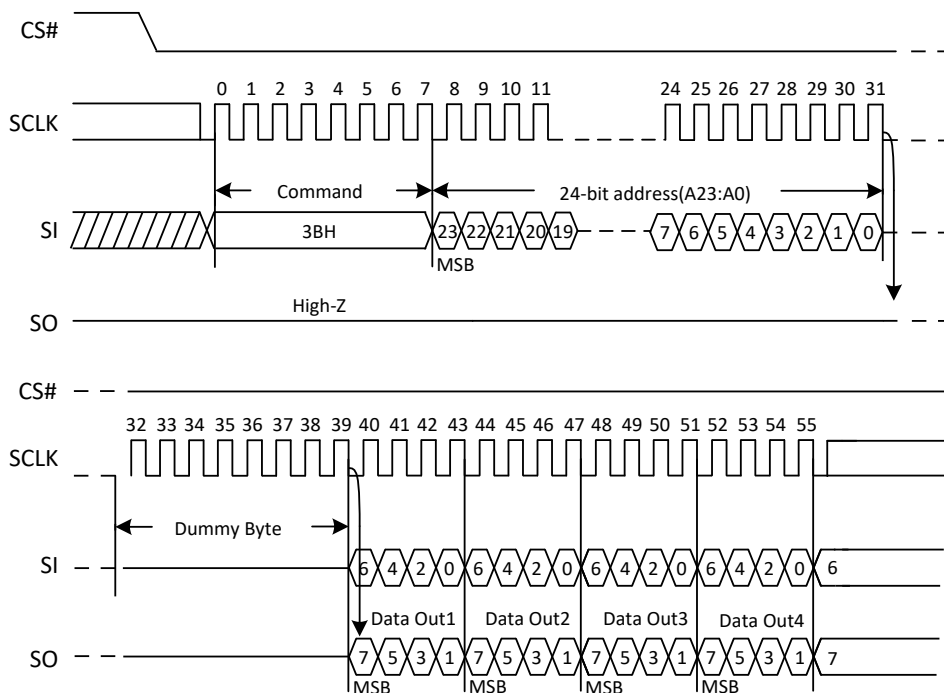 CS#
0 1 2 3 4 5 6 7 8 9 10 11 24 25 26 27 28 29 30 31
SCLK
Command 24-bit address(A23:A0)
SI 3BH 23 22 21 20 19 7 6 5 4 3 2 1 0
MSB
High-Z
SO
CS#
32 33 34 35 36 37 38 39 40 41 42 43 44 45 46 47 48 49 50 51 52 53 54 55
SCLK
Dummy Byte
SI 6 4 2 0 6 4 2 0 6 4 2 0 6 4 2 0 6
Data Out1 Data Out2 Data Out3 Data Out4
SO 7 5 3 1 7 5 3 1 7 5 3 1 7 5 3 1 7
MSB MSB MSB MSB